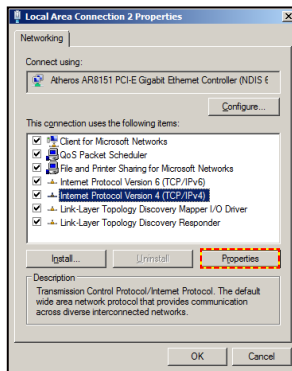 Local Area Connection 2 Properties
Networking
Connect using:
Atheros AR8151 PCI-E Gigabit Ethernet Controller (NDIS 6
Configure...
This connection uses the following items:
Client for Microsoft Networks
QoS Packet Scheduler
File and Printer Sharing for Microsoft Networks
Internet Protocol Version 6 (TCP/IPv6)
Internet Protocol Version 4 (TCP/IPv4)
Link-Layer Topology Discovery Mapper I/O Driver
Link-Layer Topology Discovery Responder
Install... Uninstall Properties
Description
Transmission Control Protocol/Internet Protocol. The default
wide area network protocol that provides communication
across diverse interconnected networks.
OK Cancel